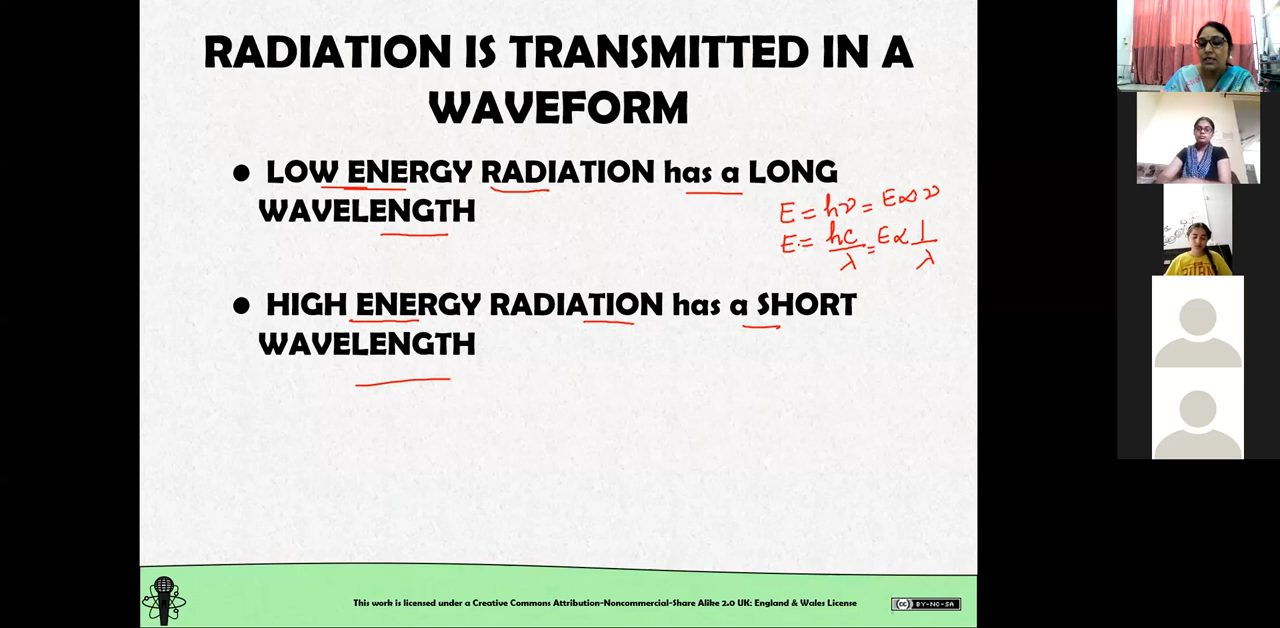 RADIATION IS TRANSMITTED IN A
WAVEFORM
● LOW ENERGY RADIATION has a LONG
WAVELENGTH
E = hν = E∝ν
E = hc/λ = E∝ 1/λ
● HIGH ENERGY RADIATION has a SHORT
WAVELENGTH
This work is licensed under a Creative Commons Attribution-Noncommercial-Share Alike 2.0 UK: England & Wales License
cc BY-NC-SA